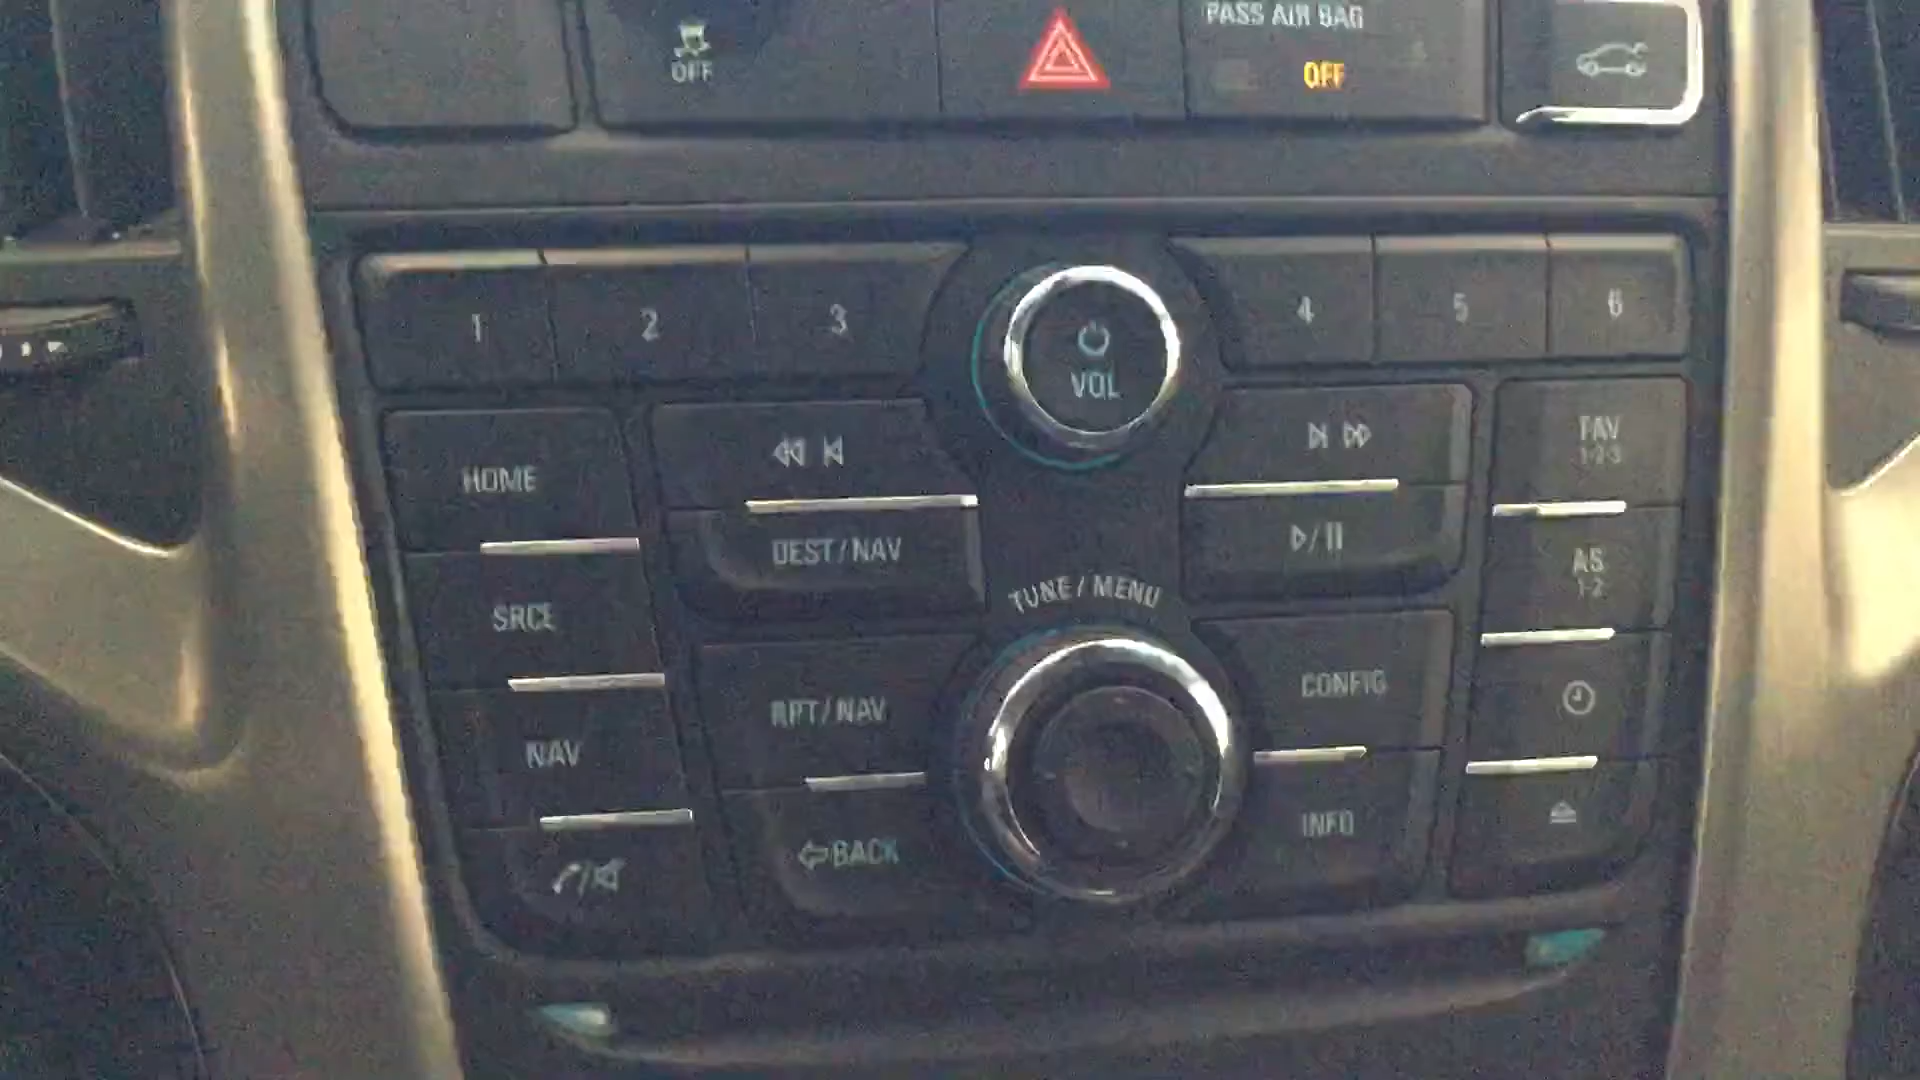 OFF
PASS AIR BAG
OFF
1
2
3
4
5
6
VOL
HOME
FAV
1-2-3
DEST/NAV
AS
1-2
TUNE / MENU
SRCE
RPT/NAV
CONFIG
NAV
INFO
BACK